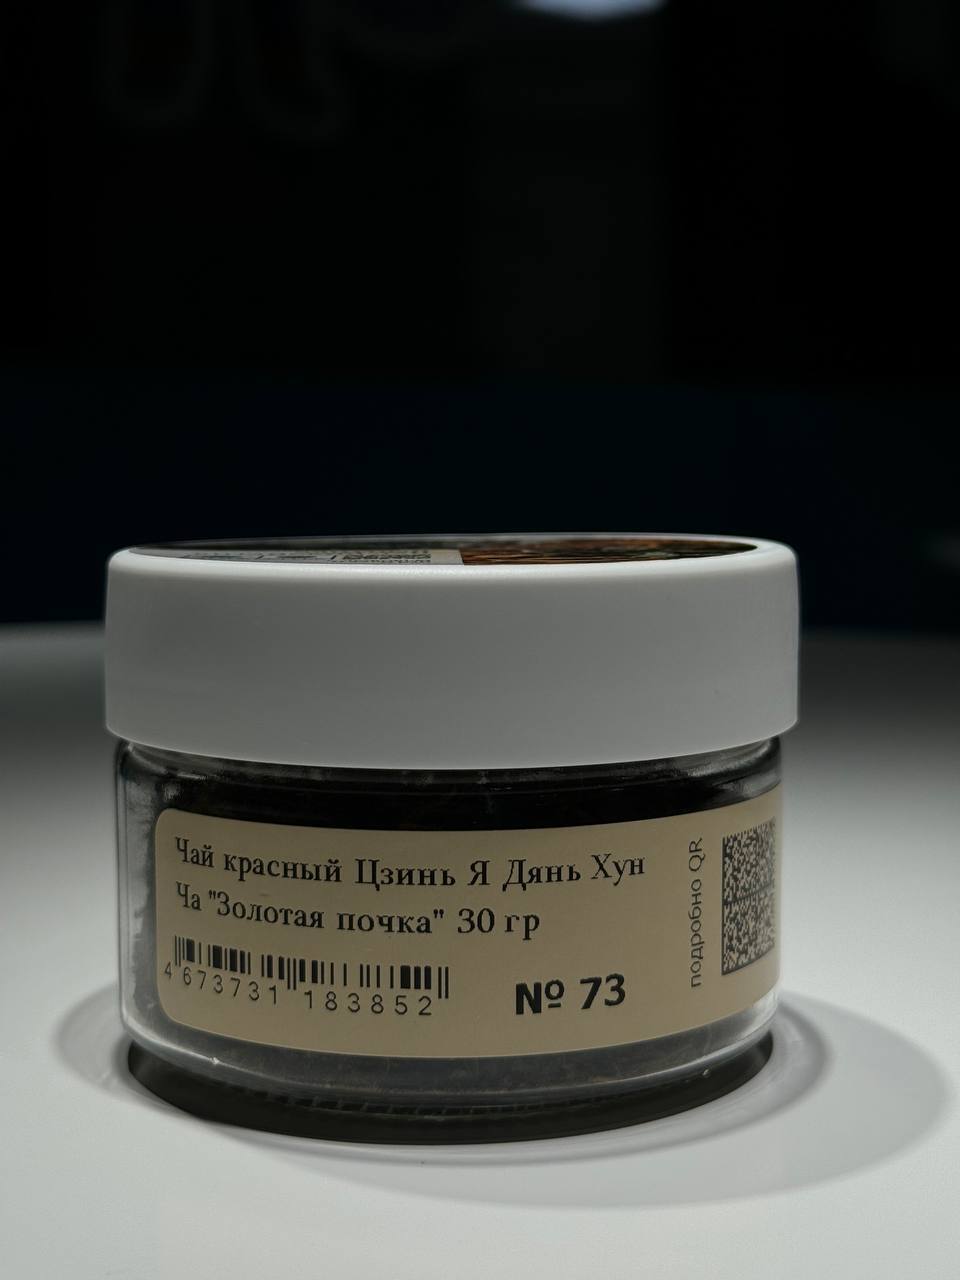 Чай красный Цзинь Я Дянь Хун
Ча "Золотая почка" 30 гр
4 673731 183852
№ 73
подробно QR